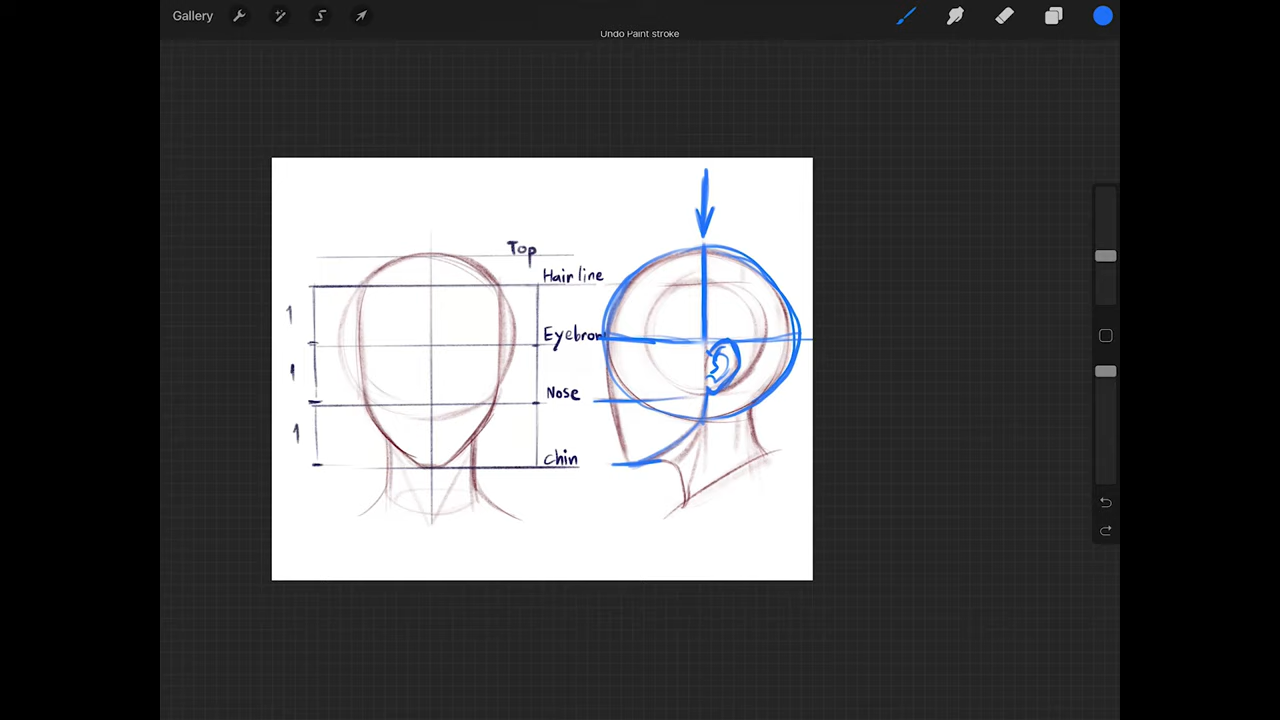 Gallery
Undo Paint stroke
Top
Hair line
1
Eyebrow
1
Nose
1
Chin